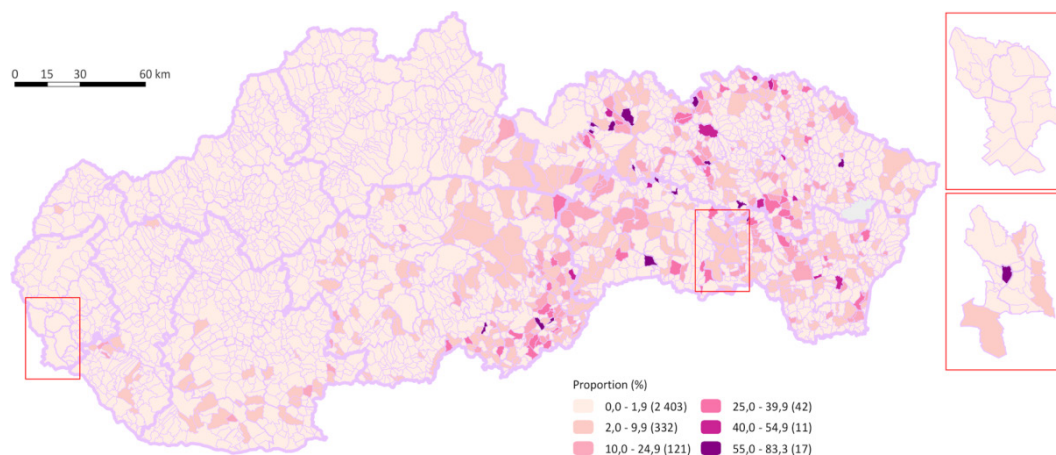 0 15 30 60 km
Proportion (%)
0,0 - 1,9 (2 403)
2,0 - 9,9 (332)
10,0 - 24,9 (121)
25,0 - 39,9 (42)
40,0 - 54,9 (11)
55,0 - 83,3 (17)